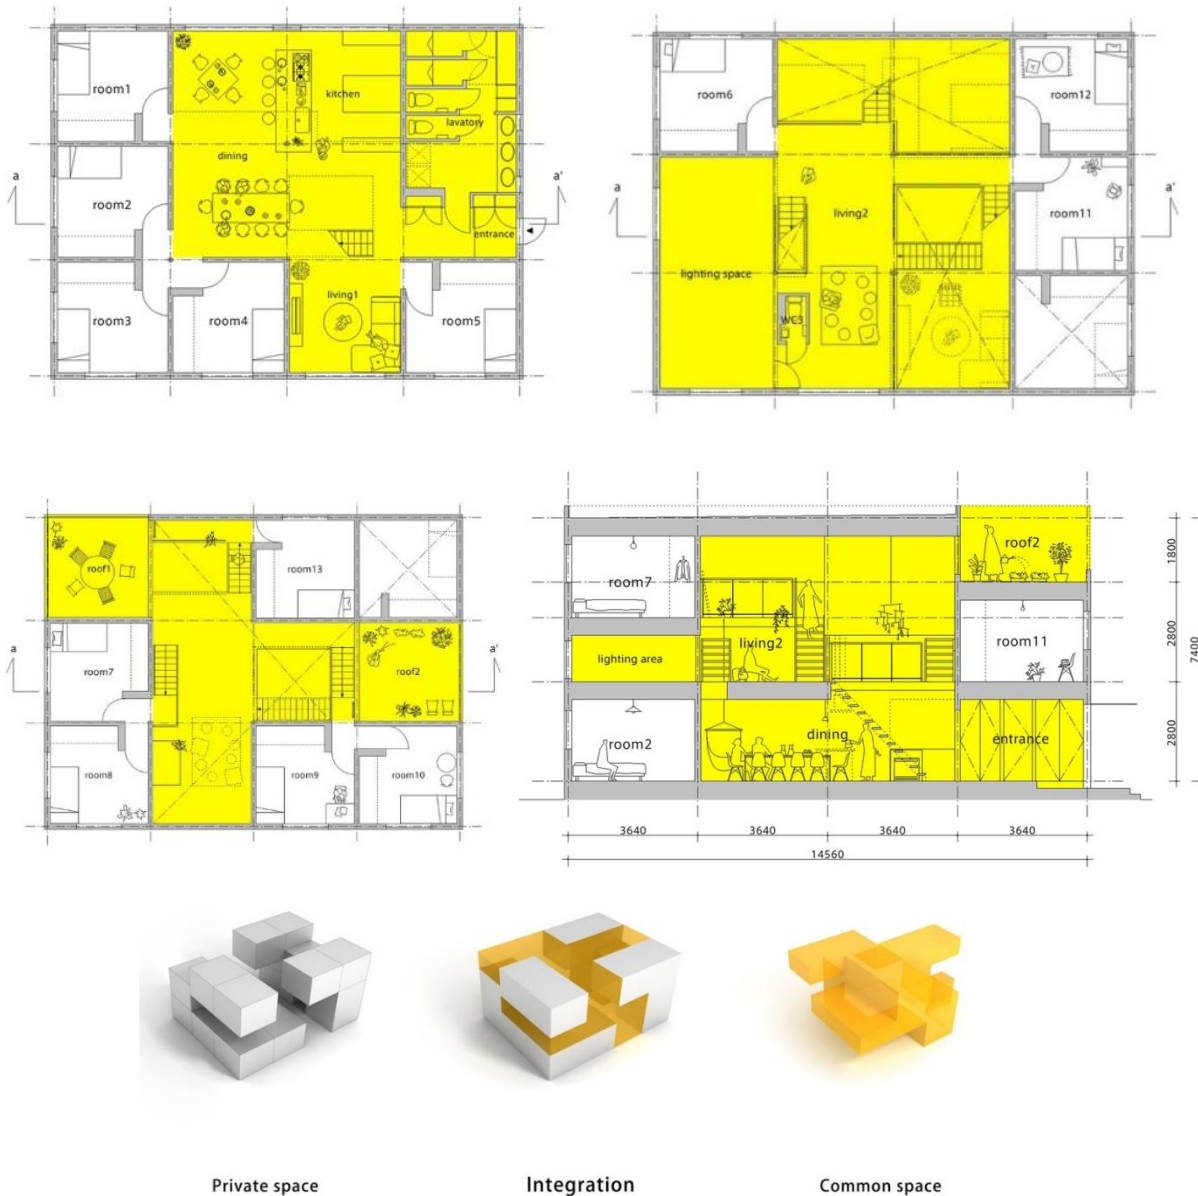 room1
kitchen
lavatory
dining
room2
a
a'
entrance
living1
room3
room4
room5
room6
room12
a
a'
living2
room11
lighting space
WC3
roof1
room13
a
a'
room7
roof2
room8
room9
room10
roof2
room7
living2
room11
lighting area
room2
dining
entrance
1800
2800
2800
7400
3640
3640
3640
3640
14560
Private space
Integration
Common space